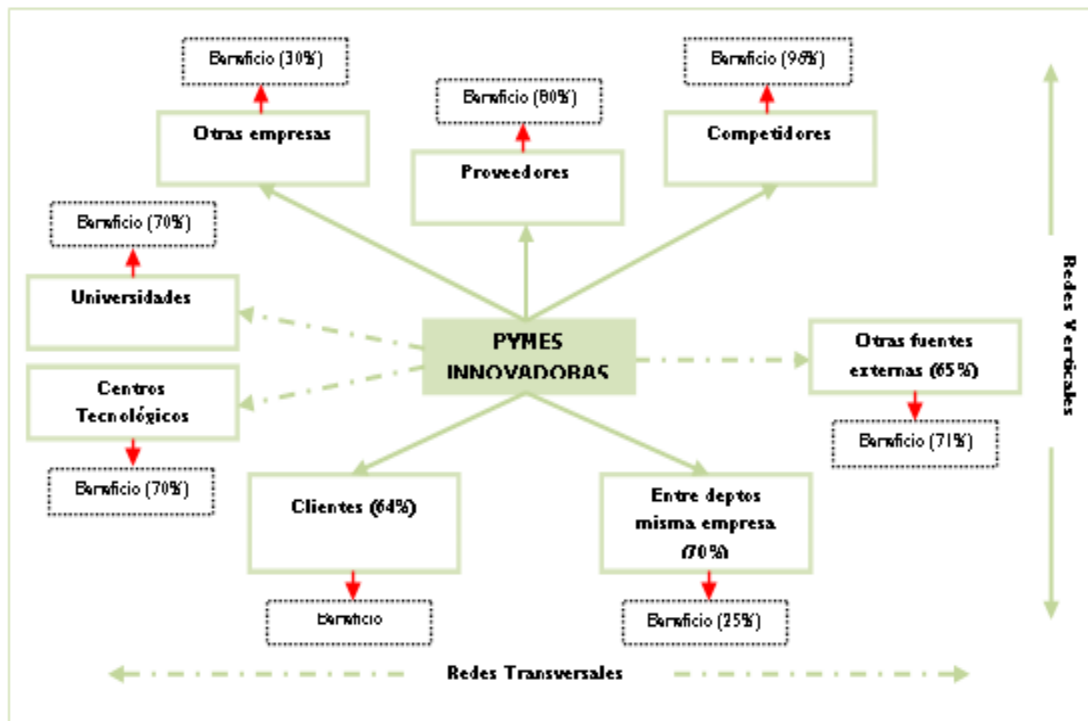 Beneficio (30%)
Beneficio (96%)
Beneficio (80%)
Otras empresas
Competidores
Proveedores
Beneficio (70%)
Universidades
PYMES
INNOVADORAS
Otras fuentes
externas (65%)
Centros
Tecnológicos
Beneficio (71%)
Beneficio (70%)
Clientes (64%)
Entre deptos
misma empresa
(70%)
Beneficio
Beneficio (25%)
Redes Verticales
Redes Transversales